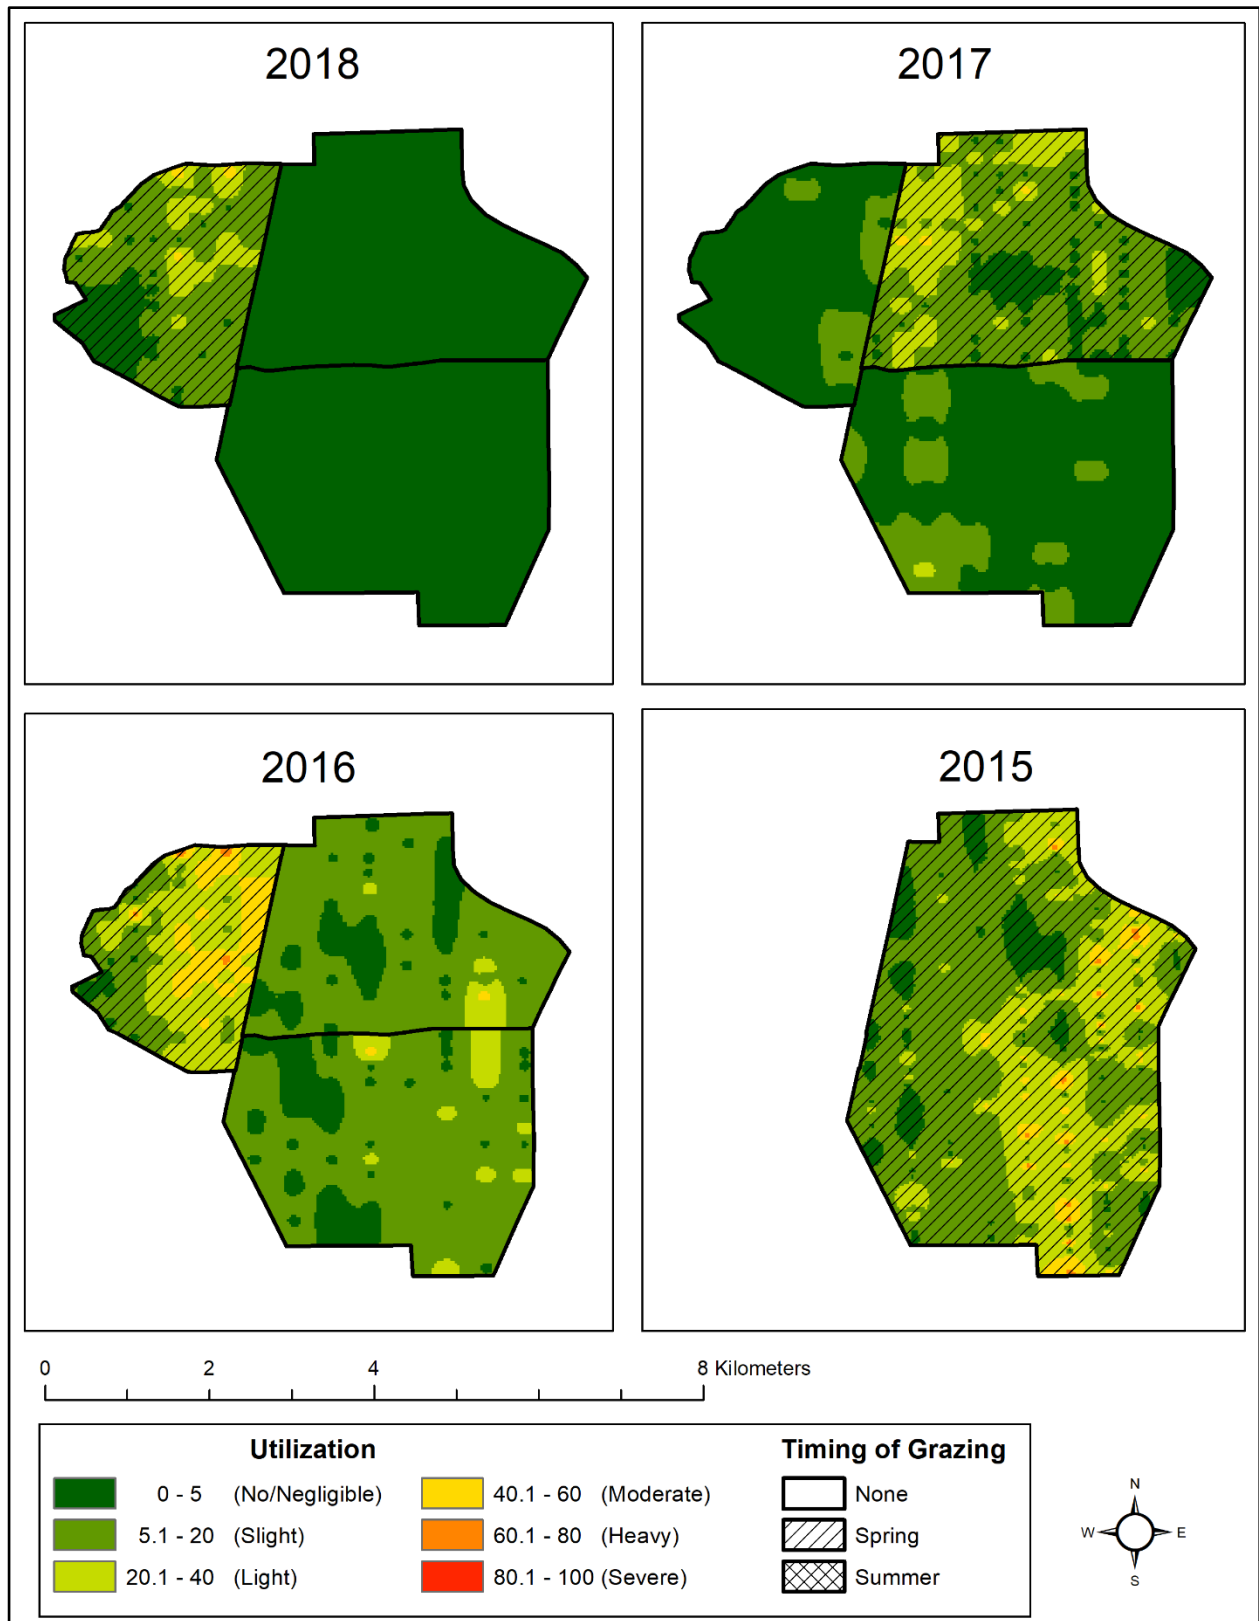 2018
2017
2016
2015
0 2 4 8 Kilometers
Utilization
0 - 5 (No/Negligible)
5.1 - 20 (Slight)
20.1 - 40 (Light)
40.1 - 60 (Moderate)
60.1 - 80 (Heavy)
80.1 - 100 (Severe)
Timing of Grazing
None
Spring
Summer
N
W E
S